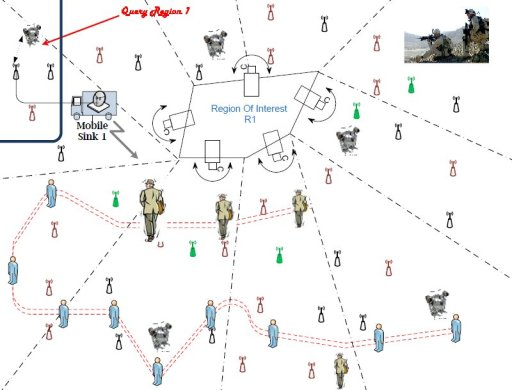 Query Region 1
Region Of Interest
R1
Mobile
Sink 1